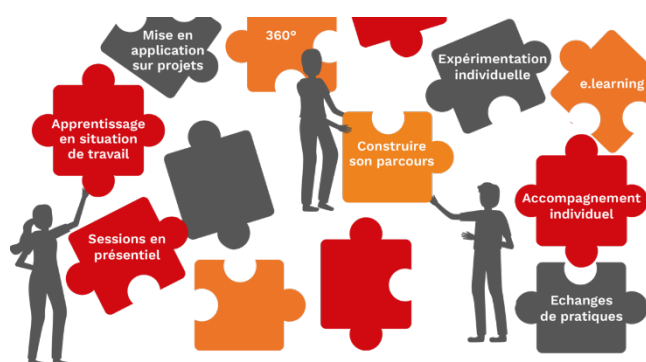 Mise en
application
sur projets
360°
Expérimentation
individuelle
e.learning
Apprentissage
en situation
de travail
Construire
son parcours
Accompagnement
individuel
Sessions en
présentiel
Echanges
de pratiques